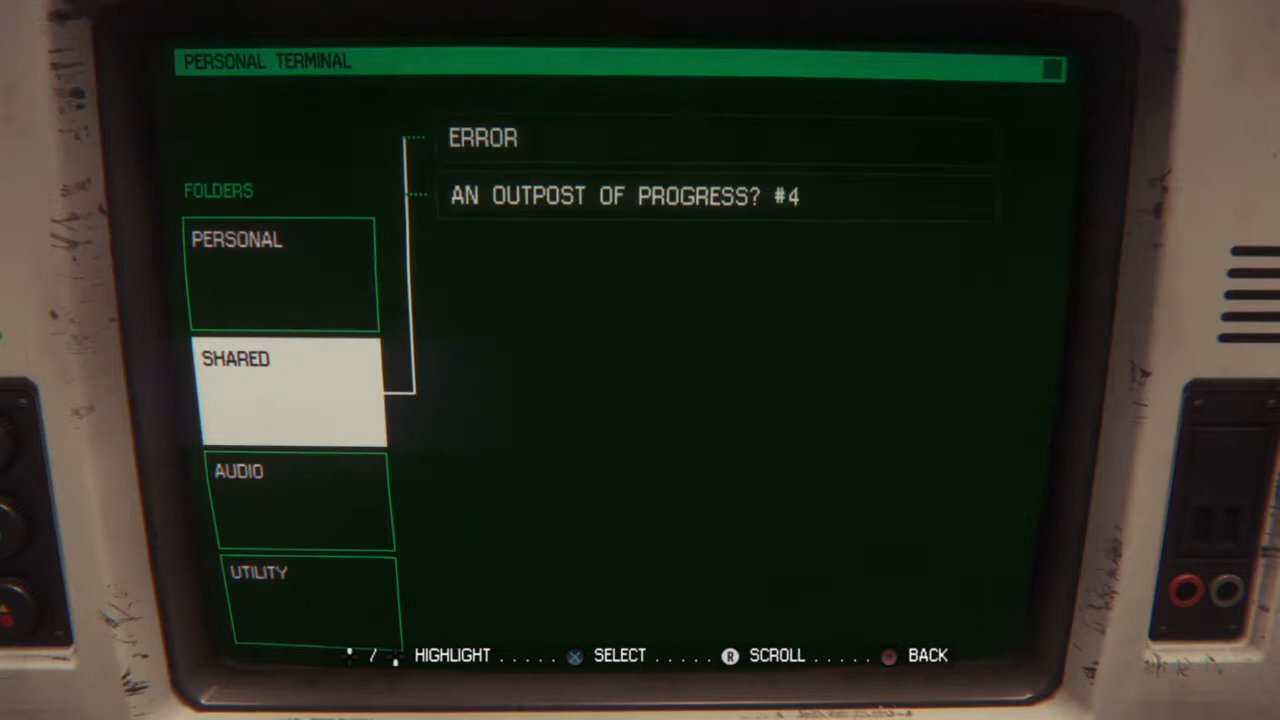 PERSONAL TERMINAL
ERROR
AN OUTPOST OF PROGRESS? #4
FOLDERS
PERSONAL
SHARED
AUDIO
UTILITY
/ HIGHLIGHT ..... SELECT ..... R SCROLL ..... BACK